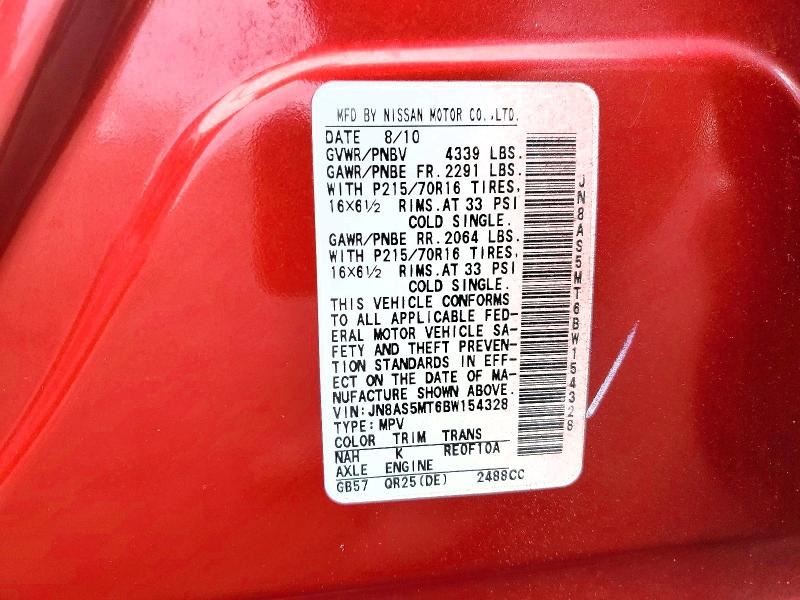 MFD BY NISSAN MOTOR CO.,LTD.
DATE 8/10
GVWR/PNBV 4339 LBS.
GAWR/PNBE FR. 2291 LBS.
WITH P215/70R16 TIRES,
16×6½ RIMS. AT 33 PSI
COLD SINGLE.
GAWR/PNBE RR. 2064 LBS.
WITH P215/70R16 TIRES,
16×6½ RIMS. AT 33 PSI
COLD SINGLE.
THIS VEHICLE CONFORMS
TO ALL APPLICABLE FED-
ERAL MOTOR VEHICLE SA-
FETY AND THEFT PREVEN-
TION STANDARDS IN EFF-
ECT ON THE DATE OF MA-
NUFACTURE SHOWN ABOVE.
VIN:JN8AS5MT6BW154328
TYPE: MPV
COLOR TRIM TRANS
NAH K RE0F10A
AXLE ENGINE
GB57 QR25(DE) 2488CC
JN8AS5MT6BW154328